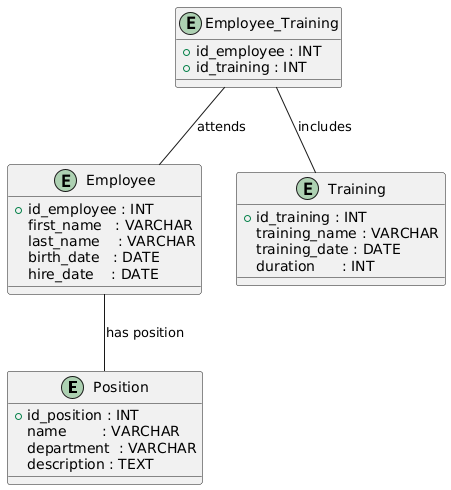 E Employee_Training
id_employee : INT
id_training : INT
attends
includes
E Employee
id_employee : INT
first_name : VARCHAR
last_name : VARCHAR
birth_date : DATE
hire_date : DATE
E Training
id_training : INT
training_name : VARCHAR
training_date : DATE
duration : INT
has position
E Position
id_position : INT
name : VARCHAR
department : VARCHAR
description : TEXT